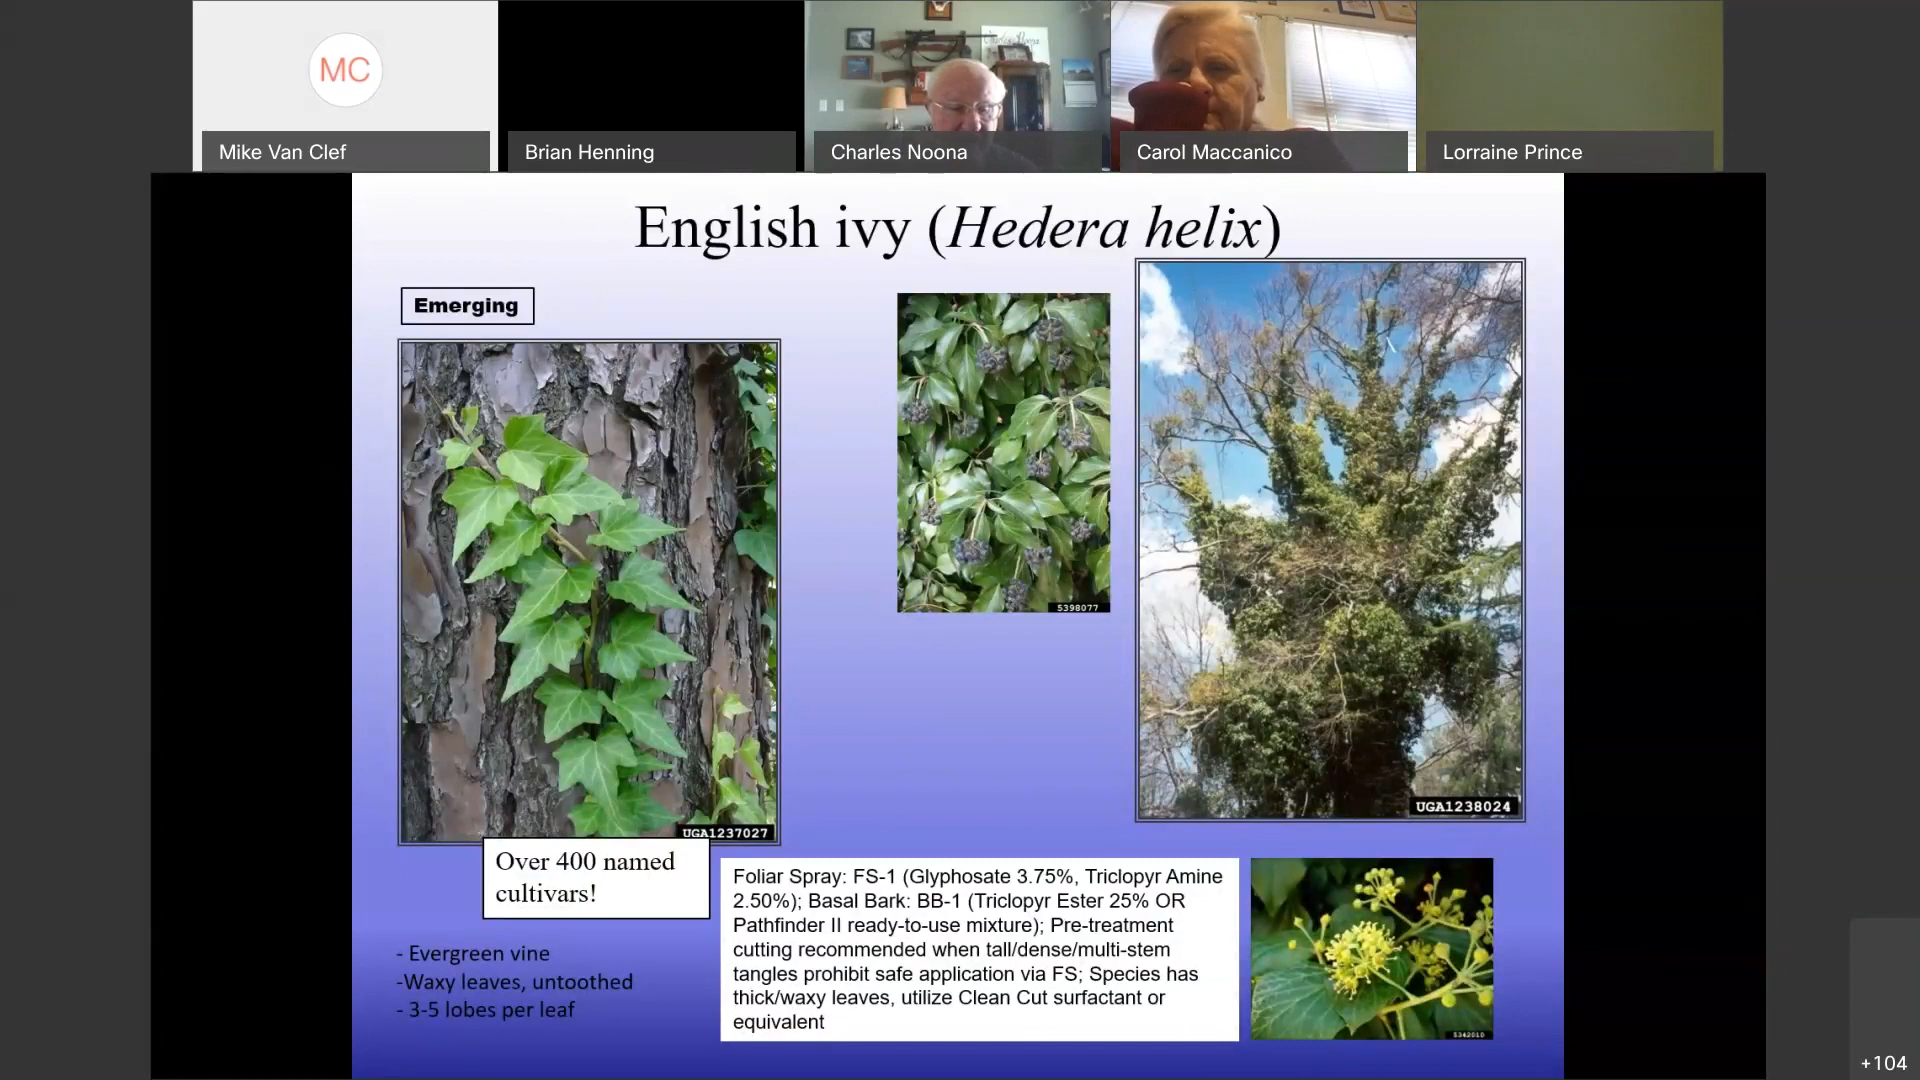 MC
Mike Van Clef
Brian Henning
Charles Noona
Carol Maccanico
Lorraine Prince
English ivy (Hedera helix)
Emerging
5398077
UGA1238024
UGA1237027
Over 400 named
cultivars!
- Evergreen vine
-Waxy leaves, untoothed
- 3-5 lobes per leaf
Foliar Spray: FS-1 (Glyphosate 3.75%, Triclopyr Amine
2.50%); Basal Bark: BB-1 (Triclopyr Ester 25% OR
Pathfinder II ready-to-use mixture); Pre-treatment
cutting recommended when tall/dense/multi-stem
tangles prohibit safe application via FS; Species has
thick/waxy leaves, utilize Clean Cut surfactant or
equivalent
5342010
+104